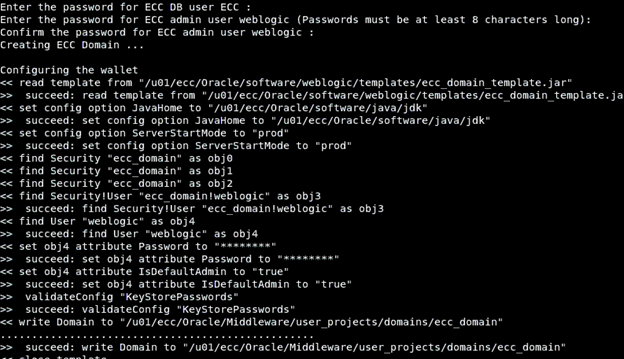 Enter the password for ECC DB user ECC :
Enter the password for ECC admin user weblogic (Passwords must be at least 8 characters long):
Confirm the password for ECC admin user weblogic :
Creating ECC Domain ...
Configuring the wallet
<< read template from "/u01/ecc/Oracle/software/weblogic/templates/ecc_domain_template.jar"
>>  succeed: read template from "/u01/ecc/Oracle/software/weblogic/templates/ecc_domain_template.ja
<< set config option JavaHome to "/u01/ecc/Oracle/software/java/jdk"
>>  succeed: set config option JavaHome to "/u01/ecc/Oracle/software/java/jdk"
<< set config option ServerStartMode to "prod"
>>  succeed: set config option ServerStartMode to "prod"
<< find Security "ecc_domain" as obj0
<< find Security "ecc_domain" as obj1
<< find Security "ecc_domain" as obj2
<< find Security!User "ecc_domain!weblogic" as obj3
>>  succeed: find Security!User "ecc_domain!weblogic" as obj3
<< find User "weblogic" as obj4
>>  succeed: find User "weblogic" as obj4
<< set obj4 attribute Password to "********"
>>  succeed: set obj4 attribute Password to "********"
<< set obj4 attribute IsDefaultAdmin to "true"
>>  succeed: set obj4 attribute IsDefaultAdmin to "true"
>>  validateConfig "KeyStorePasswords"
>>  succeed: validateConfig "KeyStorePasswords"
<< write Domain to "/u01/ecc/Oracle/Middleware/user_projects/domains/ecc_domain"
..................................................
>>  succeed: write Domain to "/u01/ecc/Oracle/Middleware/user_projects/domains/ecc_domain"
<< close template